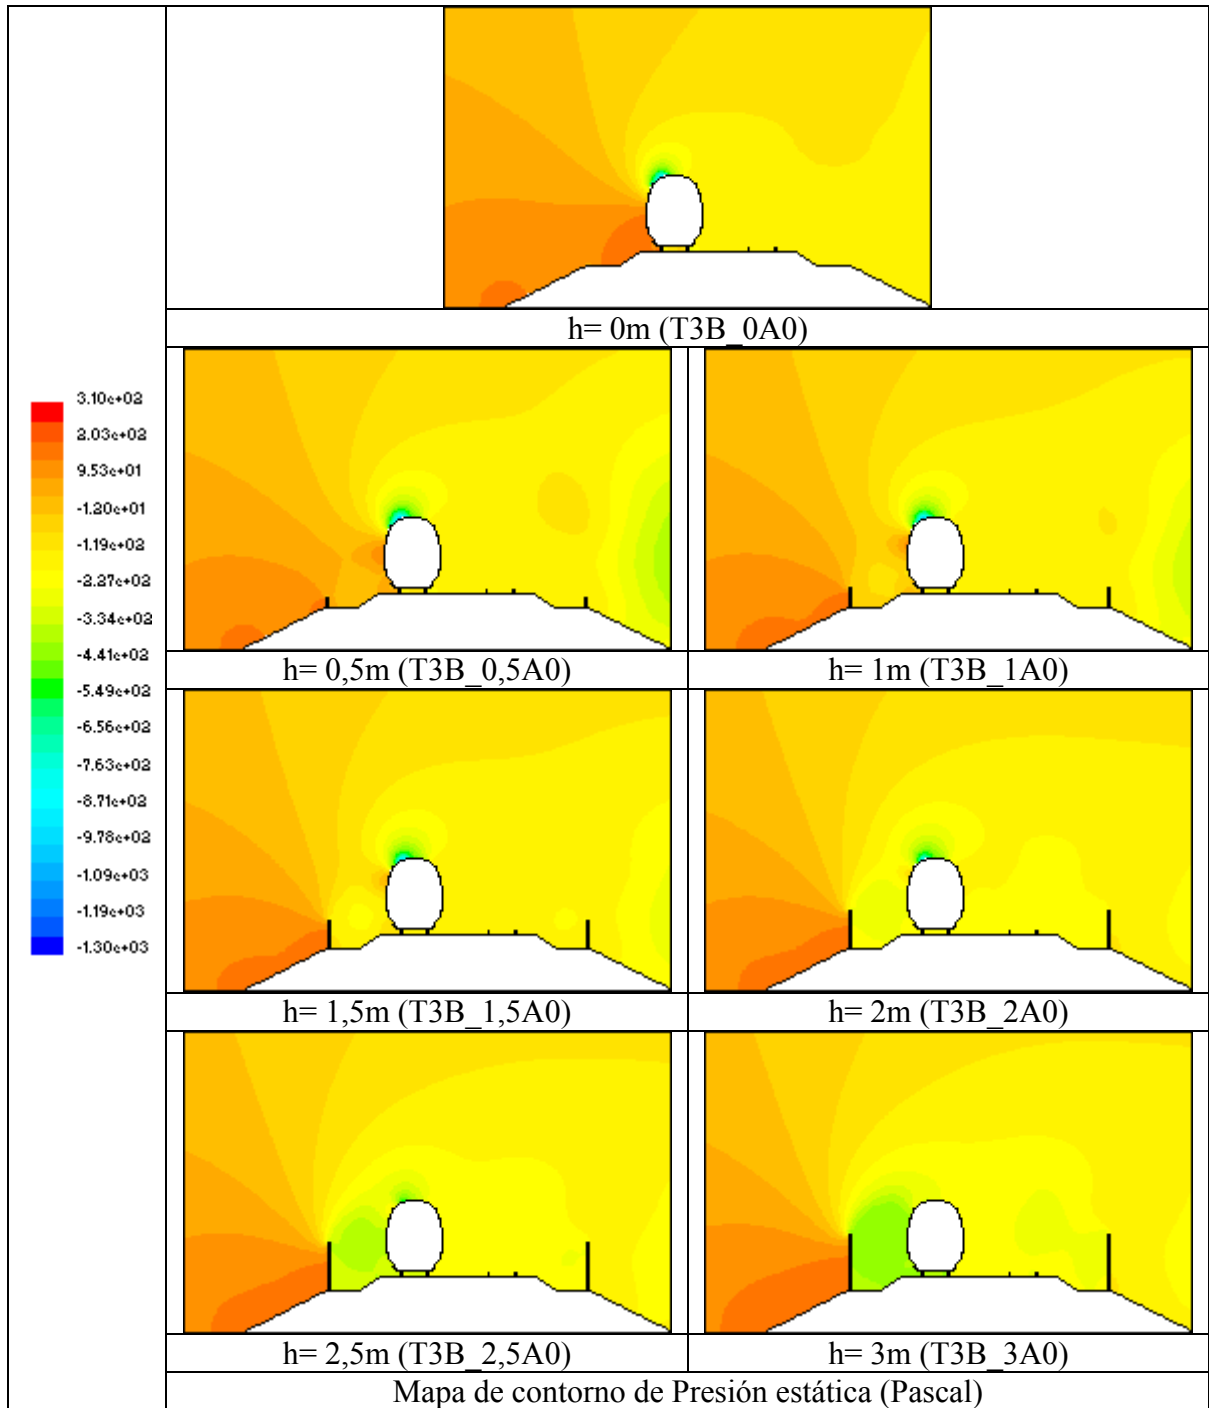 h= 0m (T3B_0A0)
3.10e+02
2.03e+02
9.53e+01
-1.20e+01
-1.19e+02
-2.27e+02
-3.34e+02
-4.41e+02
-5.49e+02
-6.56e+02
-7.63e+02
-8.71e+02
-9.78e+02
-1.09e+03
-1.19e+03
-1.30e+03
h= 0,5m (T3B_0,5A0)
h= 1m (T3B_1A0)
h= 1,5m (T3B_1,5A0)
h= 2m (T3B_2A0)
h= 2,5m (T3B_2,5A0)
h= 3m (T3B_3A0)
Mapa de contorno de Presión estática (Pascal)